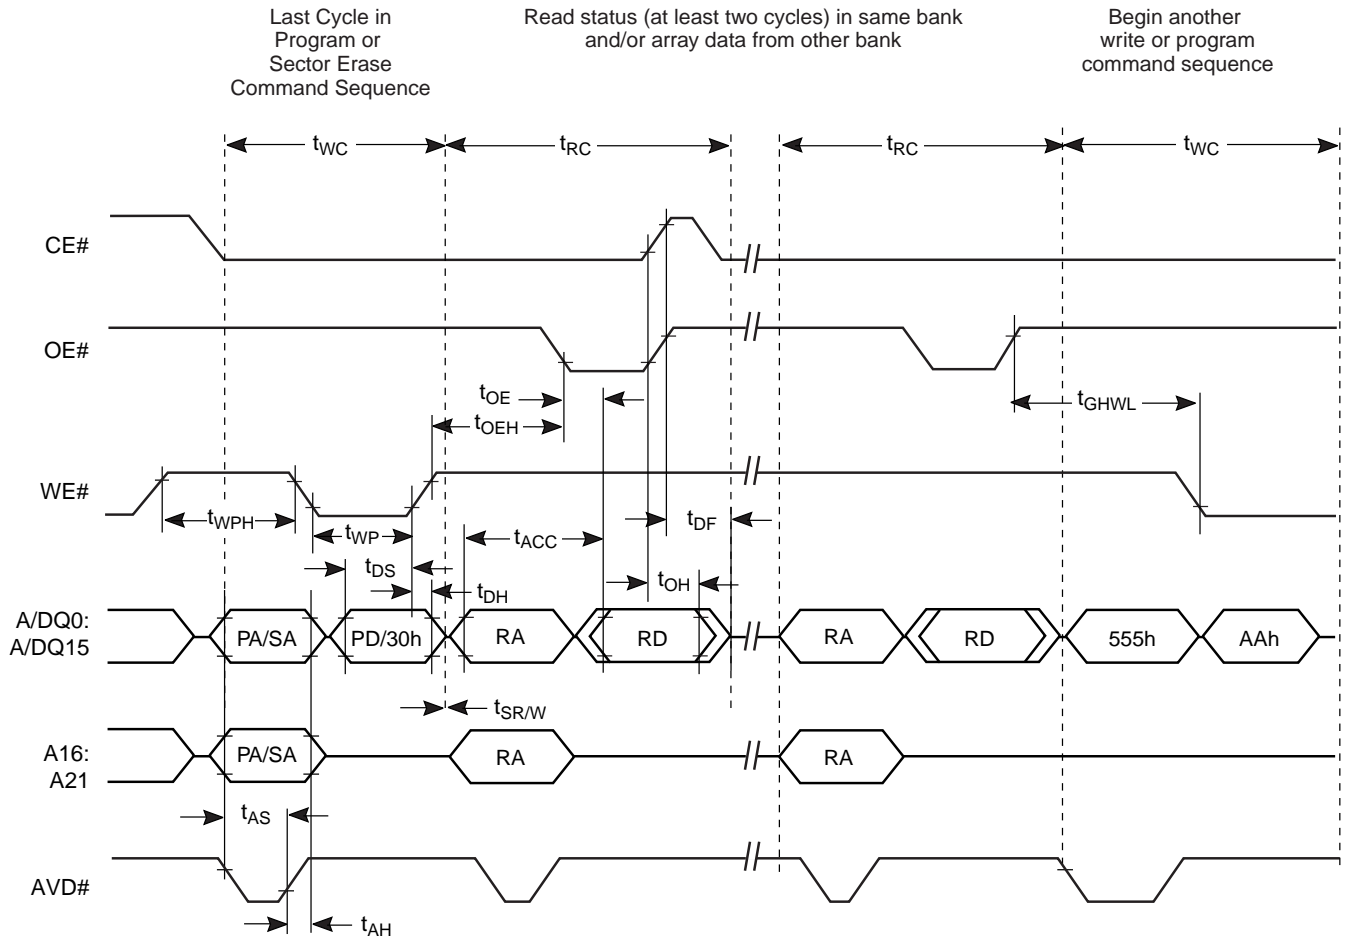 Last Cycle in
Program or
Sector Erase
Command Sequence
Read status (at least two cycles) in same bank
and/or array data from other bank
Begin another
write or program
command sequence
tWC
tRC
tRC
tWC
CE#
OE#
tOE
tOEH
tGHWL
WE#
tWPH
tWP
tACC
tDF
tDS
tDH
tOH
A/DQ0:
A/DQ15
PA/SA
PD/30h
RA
RD
RA
RD
555h
AAh
tSR/W
A16:
A21
PA/SA
RA
RA
tAS
AVD#
tAH